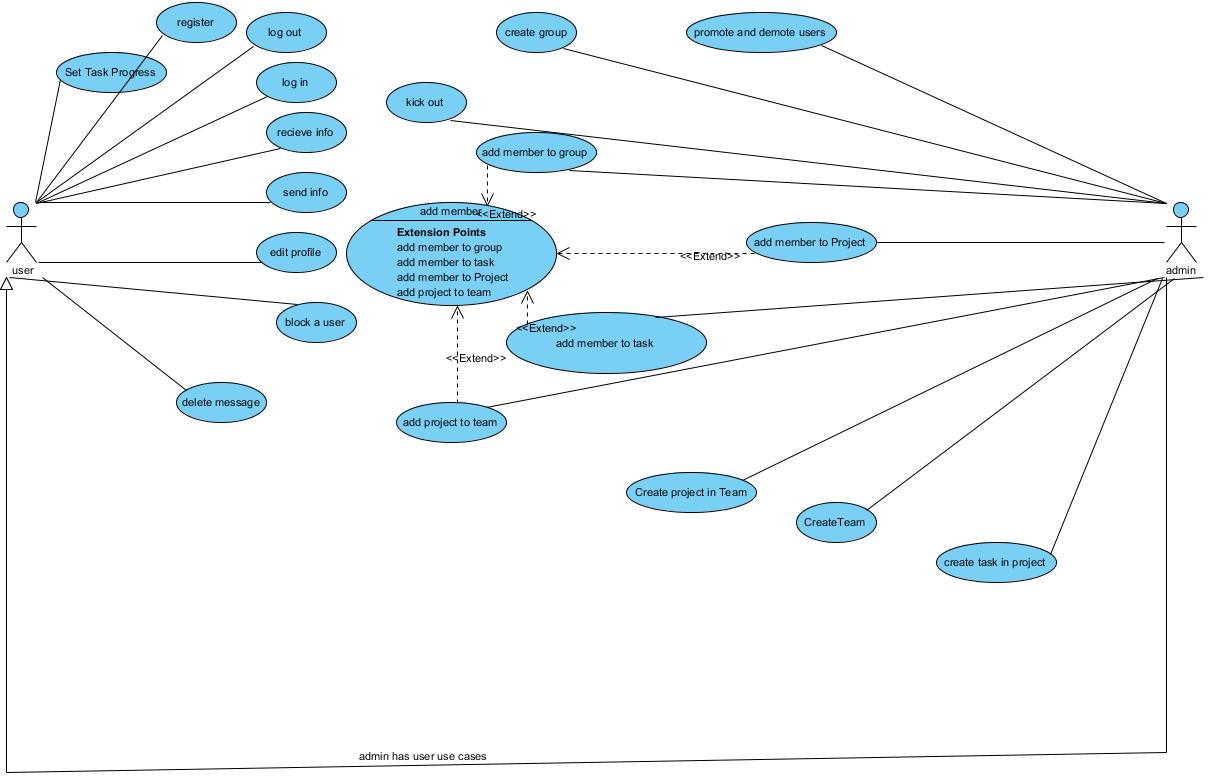 register
log out
create group
promote and demote users
Set Task Progress
log in
kick out
recieve info
add member to group
send info
add member
<<Extend>>
Extension Points
add member to group
add member to task
add member to Project
add project to team
edit profile
add member to Project
<<Extend>>
user
admin
block a user
<<Extend>>
add member to task
<<Extend>>
delete message
add project to team
Create project in Team
CreateTeam
create task in project
admin has user use cases